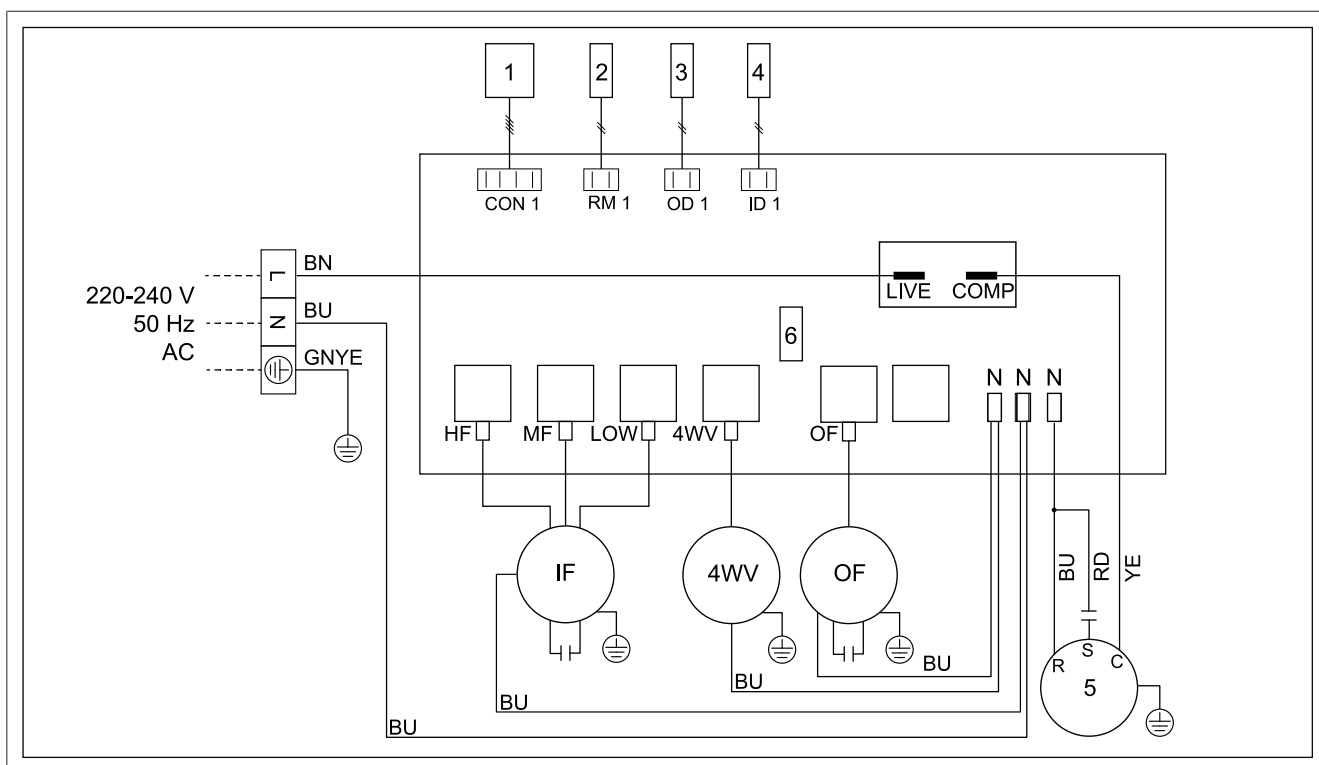 1
2
3
4
CON 1
RM 1
OD 1
ID 1
220-240 V
50 Hz
AC
L
N
BN
BU
GNYE
LIVE
COMP
6
HF
MF
LOW
4WV
OF
N N N
IF
4WV
OF
BU
RD
YE
R
S
C
5
BU
BU
BU
BU